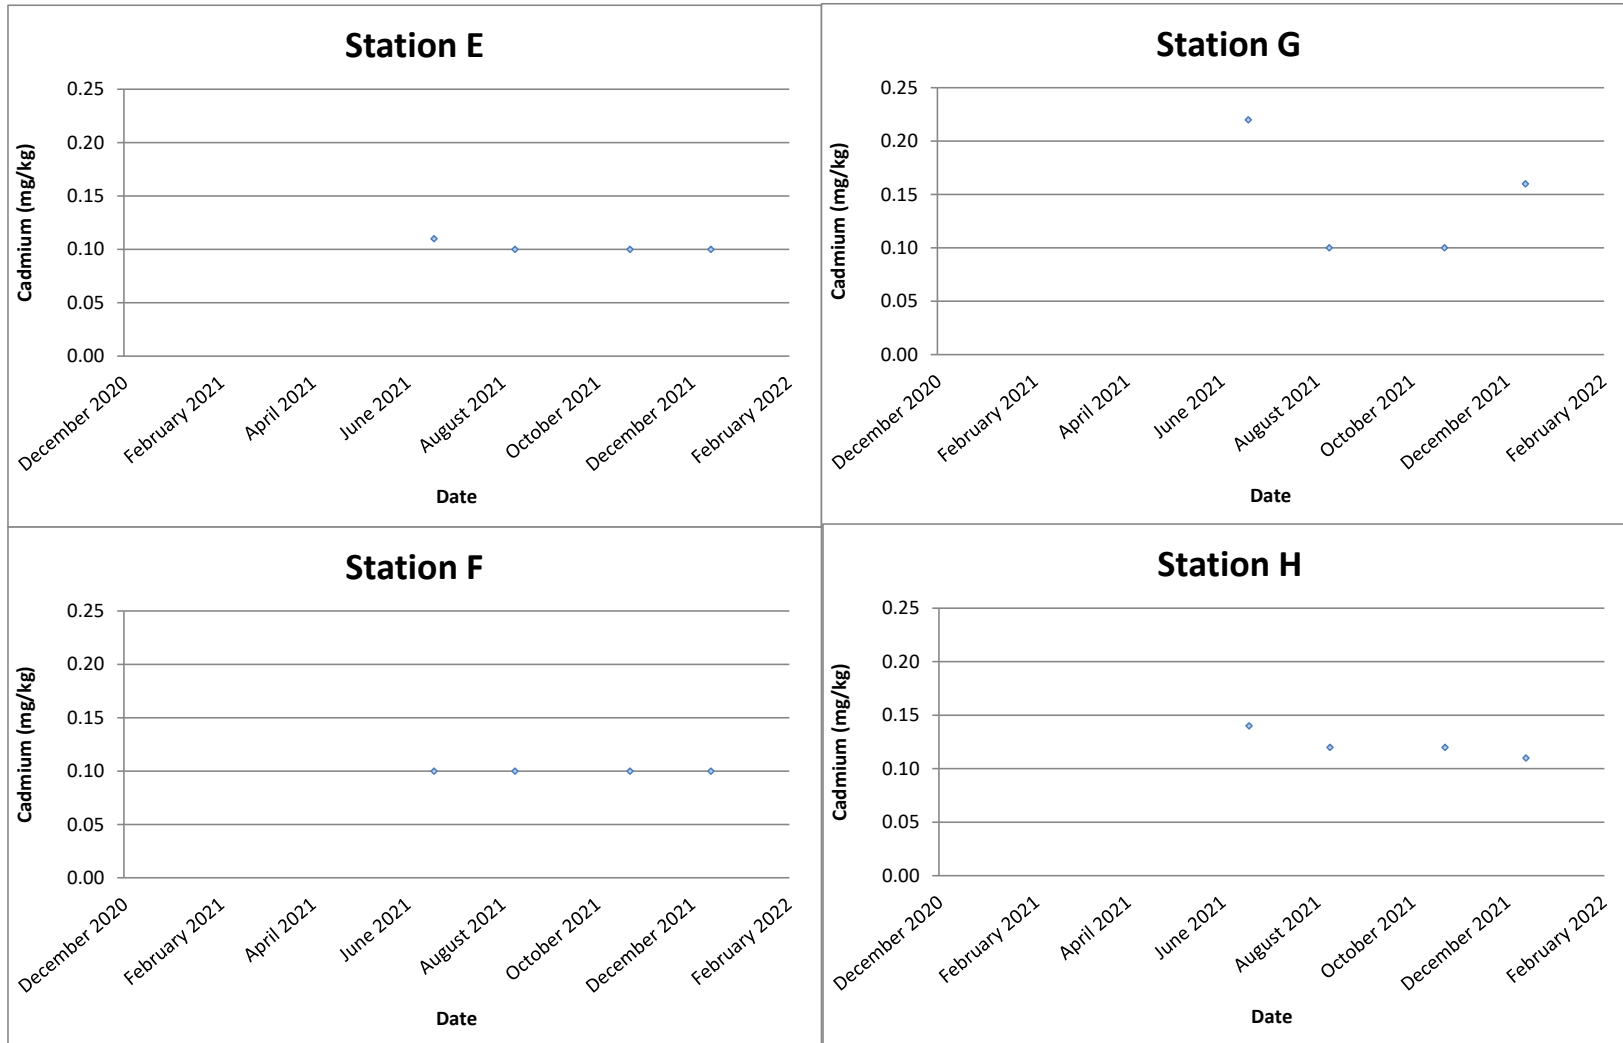 Station E
0.25
0.20
0.15
0.10
0.05
0.00
Cadmium (mg/kg)
December 2020
February 2021
April 2021
June 2021
August 2021
October 2021
December 2021
February 2022
Date
Station G
0.25
0.20
0.15
0.10
0.05
0.00
Cadmium (mg/kg)
December 2020
February 2021
April 2021
June 2021
August 2021
October 2021
December 2021
February 2022
Date
Station F
0.25
0.20
0.15
0.10
0.05
0.00
Cadmium (mg/kg)
December 2020
February 2021
April 2021
June 2021
August 2021
October 2021
December 2021
February 2022
Date
Station H
0.25
0.20
0.15
0.10
0.05
0.00
Cadmium (mg/kg)
December 2020
February 2021
April 2021
June 2021
August 2021
October 2021
December 2021
February 2022
Date